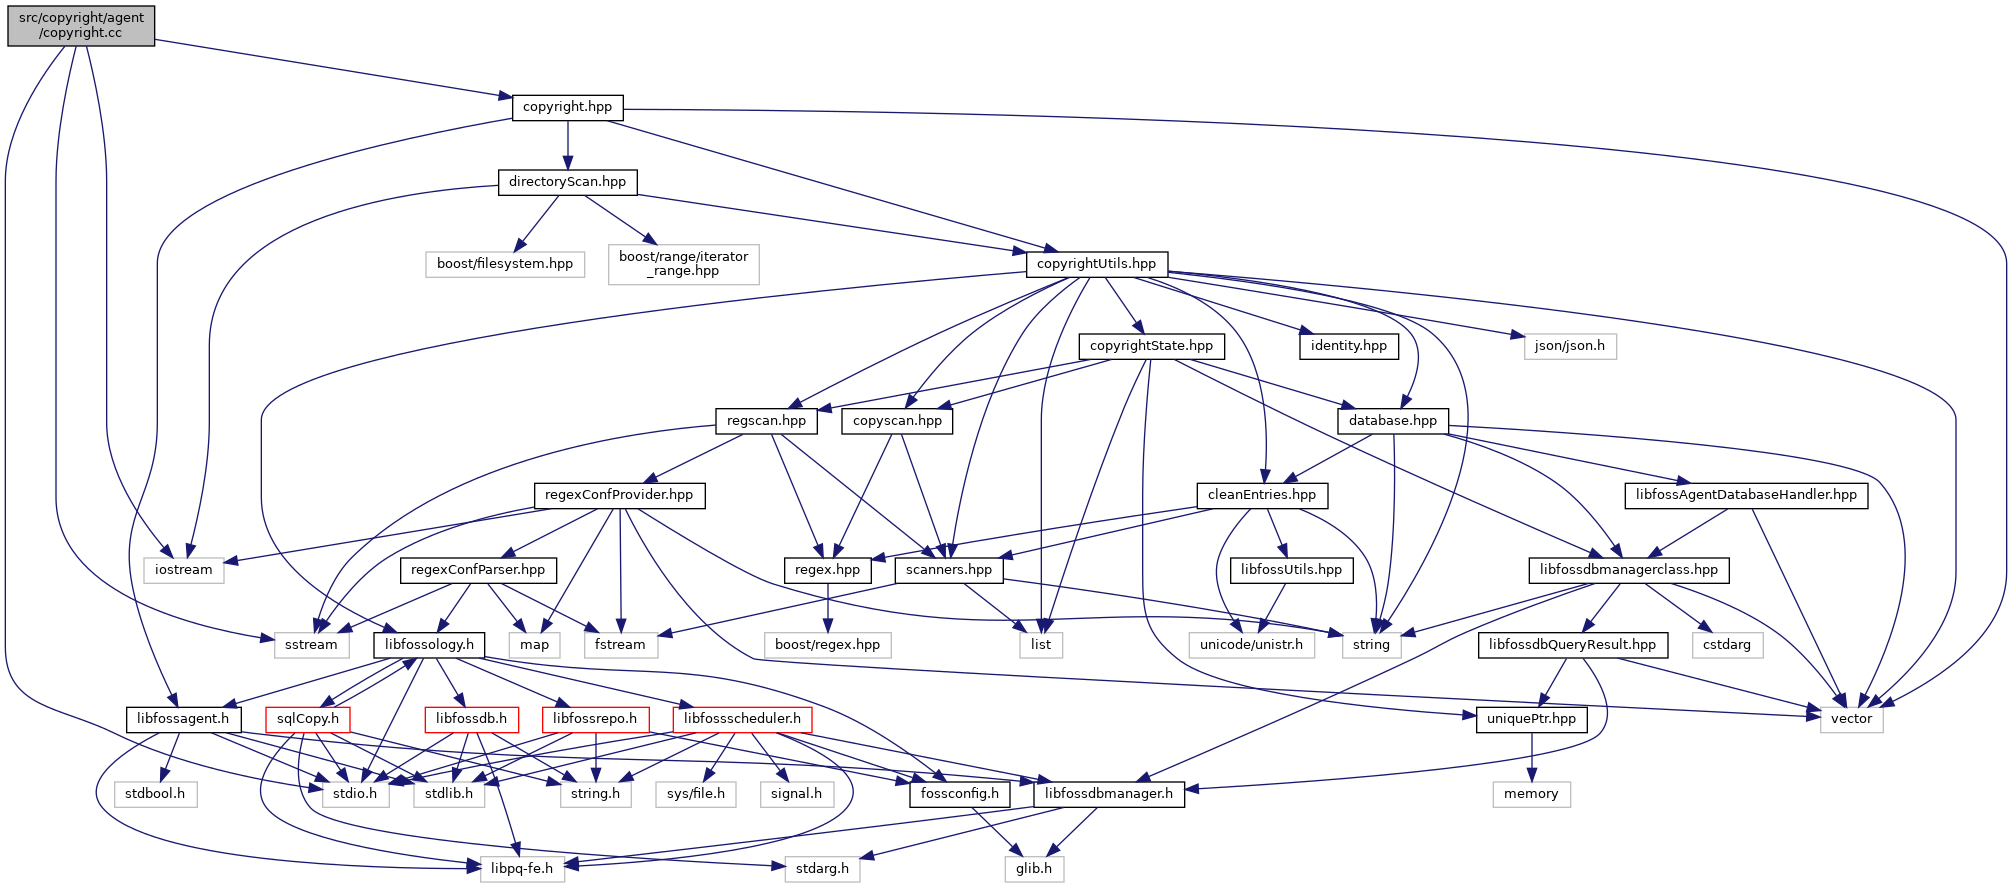 src/copyright/agent
/copyright.cc
copyright.hpp
directoryScan.hpp
boost/filesystem.hpp
boost/range/iterator
_range.hpp
copyrightUtils.hpp
copyrightState.hpp
identity.hpp
json/json.h
regscan.hpp
copyscan.hpp
database.hpp
regexConfProvider.hpp
cleanEntries.hpp
libfossAgentDatabaseHandler.hpp
iostream
regexConfParser.hpp
regex.hpp
scanners.hpp
libfossUtils.hpp
libfossdbmanagerclass.hpp
sstream
libfossology.h
map
fstream
boost/regex.hpp
list
unicode/unistr.h
string
libfossdbQueryResult.hpp
cstdarg
libfossagent.h
sqlCopy.h
libfossdb.h
libfossrepo.h
libfossscheduler.h
uniquePtr.hpp
vector
stdbool.h
stdio.h
stdlib.h
string.h
sys/file.h
signal.h
fossconfig.h
libfossdbmanager.h
memory
libpq-fe.h
stdarg.h
glib.h